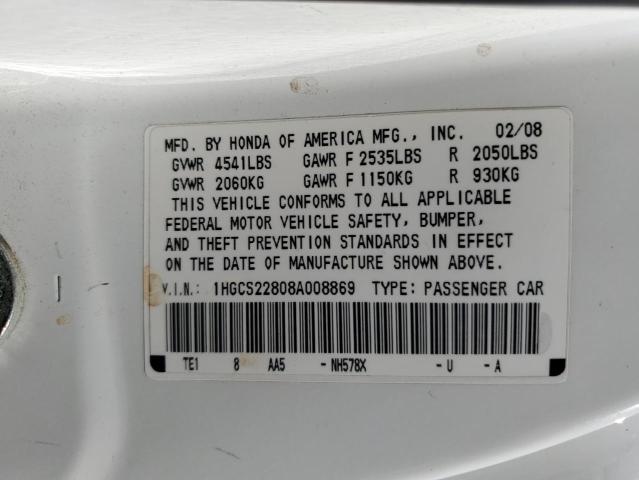 MFD. BY HONDA OF AMERICA MFG., INC. 02/08
GVWR 4541LBS GAWR F 2535LBS R 2050LBS
GVWR 2060KG GAWR F 1150KG R 930KG
THIS VEHICLE CONFORMS TO ALL APPLICABLE
FEDERAL MOTOR VEHICLE SAFETY, BUMPER,
AND THEFT PREVENTION STANDARDS IN EFFECT
ON THE DATE OF MANUFACTURE SHOWN ABOVE.
V.I.N.: 1HGCS22808A008869 TYPE: PASSENGER CAR
TE1 8 AA5 - NH578X - U - A